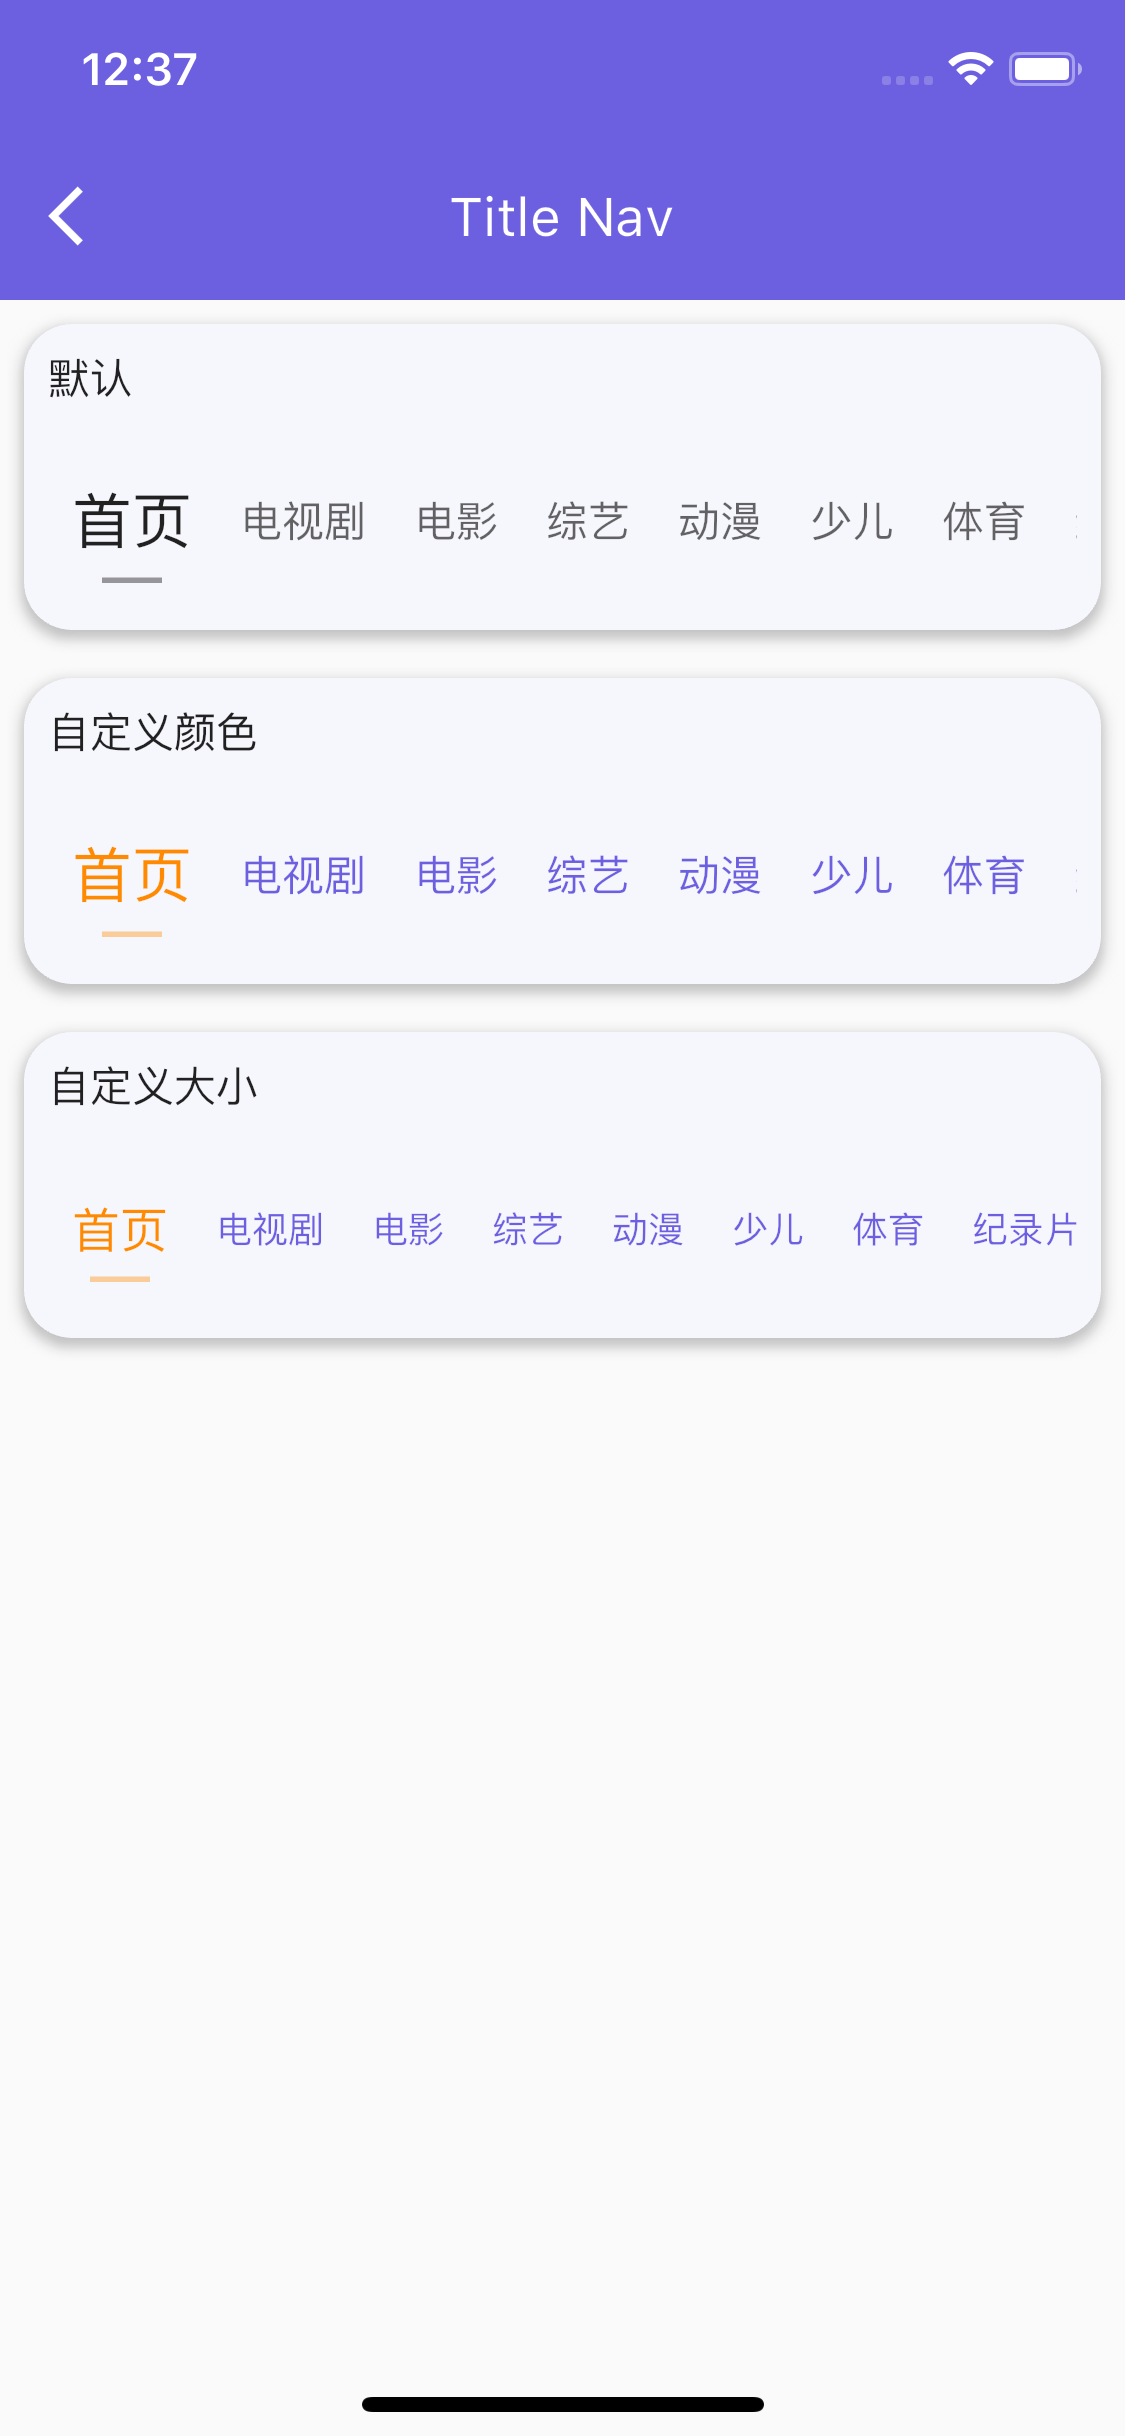 12:37
Title Nav
默认
首页 电视剧 电影 综艺 动漫 少儿 体育
自定义颜色
首页 电视剧 电影 综艺 动漫 少儿 体育
自定义大小
首页 电视剧 电影 综艺 动漫 少儿 体育 纪录片